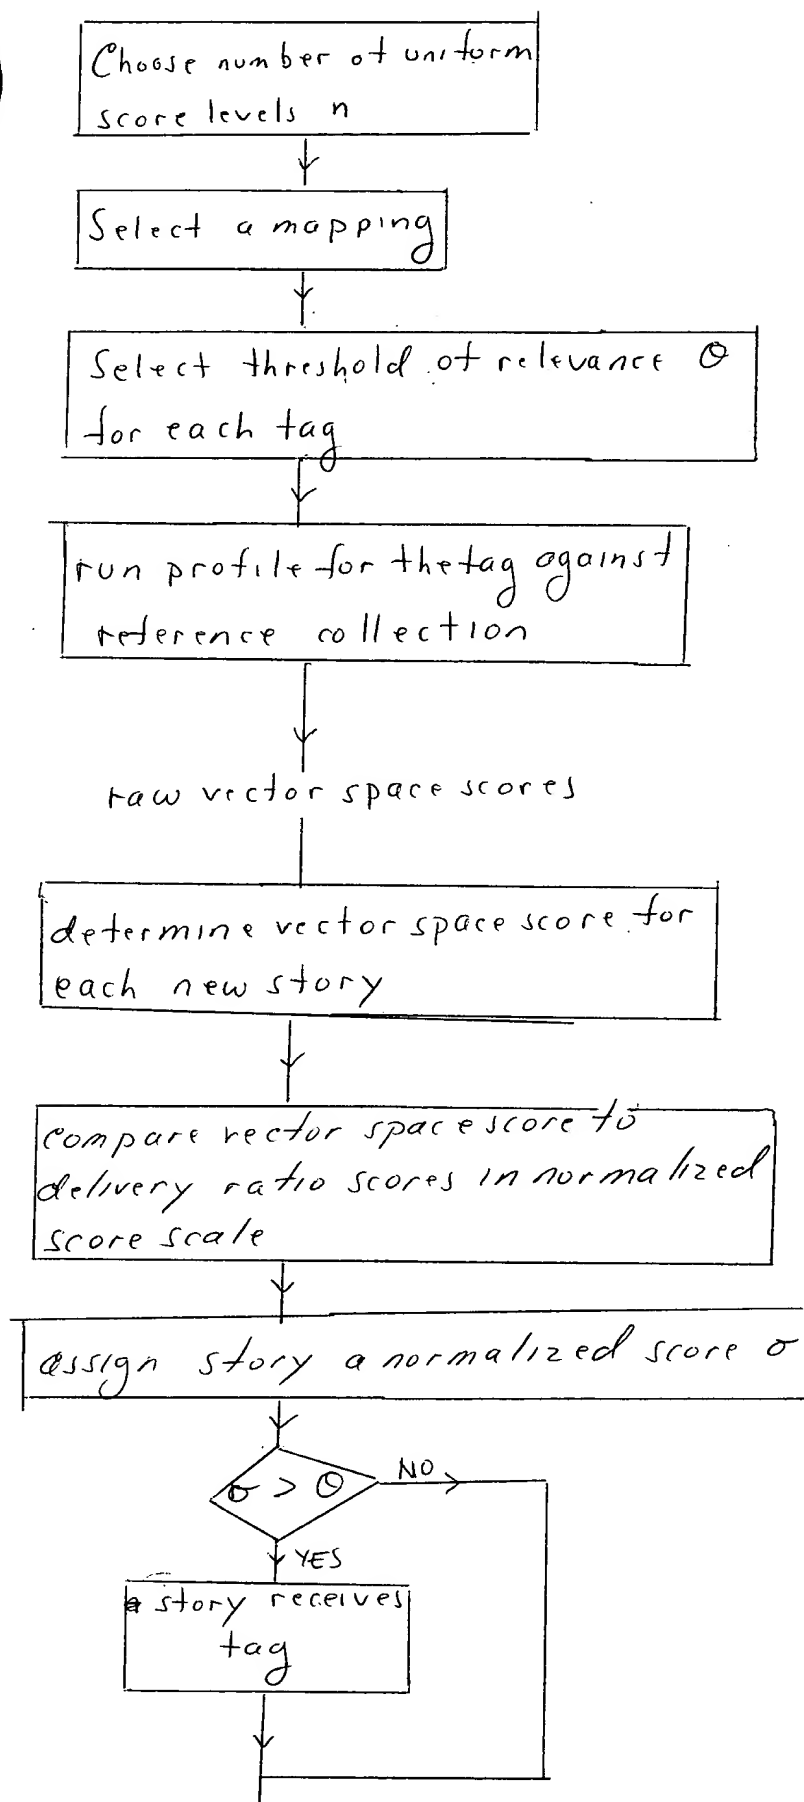 Choose number of uniform
score levels n
Select a mapping
Select threshold of relevance Θ
for each tag
run profile for the tag against
reference collection
raw vector space scores
determine vector space score for
each new story
compare vector space score to
delivery ratio scores in normalized
score scale
assign story a normalized score σ
σ > Θ
NO
YES
story receives
tag